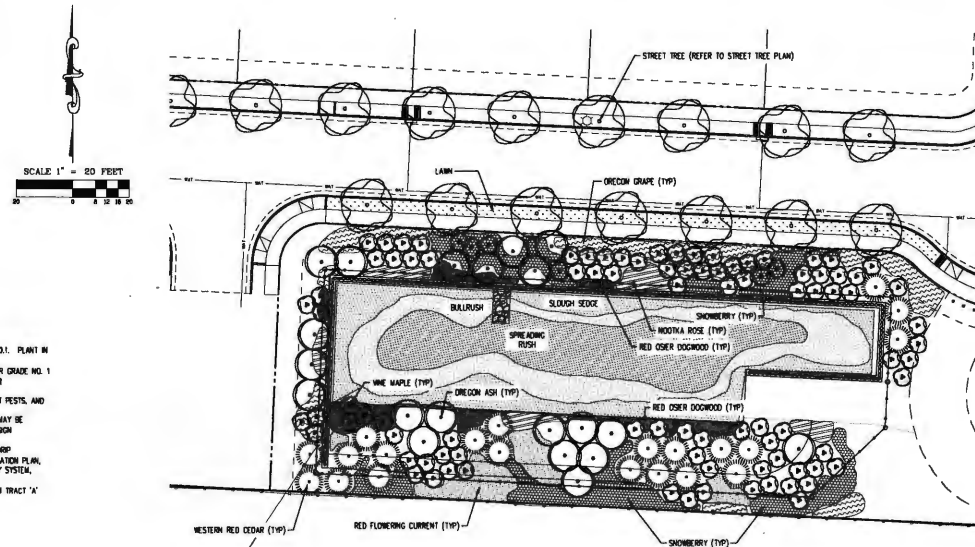 STREET TREE (REFER TO STREET TREE PLAN)
SCALE 1" = 20 FEET
20 0 8 12 16 20
LAWN
OREGON GRAPE (TYP)
BULLRUSH
SLOUGH SEDGE
SNOWBERRY (TYP)
NOOTKA ROSE (TYP)
SPREADING
RUSH
RED OSIER DOGWOOD (TYP)
PLANT IN
GRADE NO. 1
PESTS, AND
MAY BE
VINE MAPLE (TYP)
OREGON ASH (TYP)
RED OSIER DOGWOOD (TYP)
PLAN,
SYSTEM,
TRACT 'A'
WESTERN RED CEDAR (TYP)
RED FLOWERING CURRENT (TYP)
SNOWBERRY (TYP)